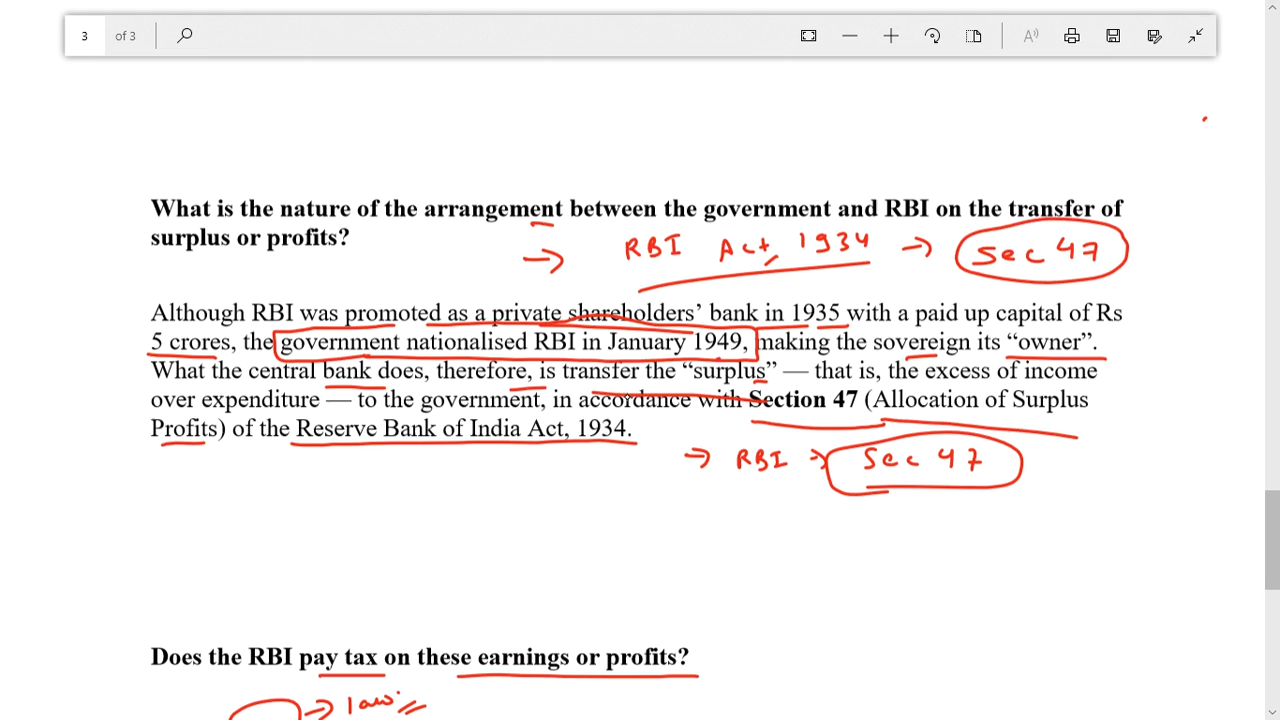 3 of 3
What is the nature of the arrangement between the government and RBI on the transfer of
surplus or profits?
→ RBI Act, 1934 → Sec 47
Although RBI was promoted as a private shareholders’ bank in 1935 with a paid up capital of Rs
5 crores, the government nationalised RBI in January 1949, making the sovereign its “owner”.
What the central bank does, therefore, is transfer the “surplus” — that is, the excess of income
over expenditure — to the government, in accordance with Section 47 (Allocation of Surplus
Profits) of the Reserve Bank of India Act, 1934.
→ RBI → Sec 47
Does the RBI pay tax on these earnings or profits?
→ law